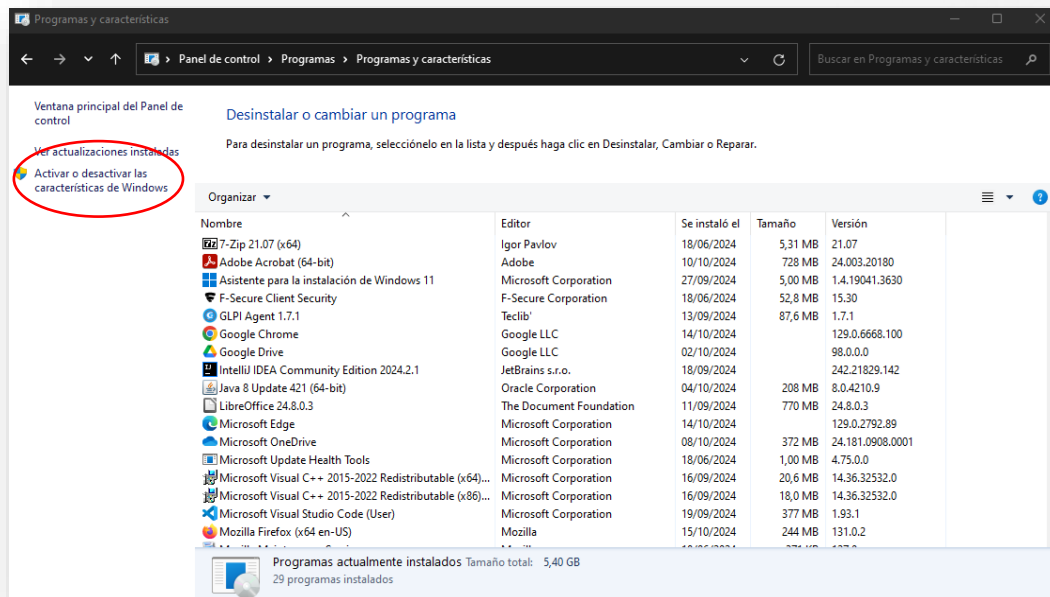 Programas y características
Panel de control > Programas > Programas y características
Buscar en Programas y características
Ventana principal del Panel de
control
Ver actualizaciones instaladas
Activar o desactivar las
características de Windows
Desinstalar o cambiar un programa
Para desinstalar un programa, selecciónelo en la lista y después haga clic en Desinstalar, Cambiar o Reparar.
Organizar
Nombre Editor Se instaló el Tamaño Versión
7-Zip 21.07 (x64) Igor Pavlov 18/06/2024 5,31 MB 21.07
Adobe Acrobat (64-bit) Adobe 10/10/2024 728 MB 24.003.20180
Asistente para la instalación de Windows 11 Microsoft Corporation 27/09/2024 5,00 MB 1.4.19041.3630
F-Secure Client Security F-Secure Corporation 18/06/2024 52,8 MB 15.30
GLPI Agent 1.7.1 Teclib' 13/09/2024 87,6 MB 1.7.1
Google Chrome Google LLC 14/10/2024 129.0.6668.100
Google Drive Google LLC 02/10/2024 98.0.0.0
IntelliJ IDEA Community Edition 2024.2.1 JetBrains s.r.o. 18/09/2024 242.21829.142
Java 8 Update 421 (64-bit) Oracle Corporation 04/10/2024 208 MB 8.0.4210.9
LibreOffice 24.8.0.3 The Document Foundation 11/09/2024 770 MB 24.8.0.3
Microsoft Edge Microsoft Corporation 14/10/2024 129.0.2792.89
Microsoft OneDrive Microsoft Corporation 08/10/2024 372 MB 24.181.0908.0001
Microsoft Update Health Tools Microsoft Corporation 18/06/2024 1,00 MB 4.75.0.0
Microsoft Visual C++ 2015-2022 Redistributable (x64)... Microsoft Corporation 16/09/2024 20,6 MB 14.36.32532.0
Microsoft Visual C++ 2015-2022 Redistributable (x86)... Microsoft Corporation 16/09/2024 18,0 MB 14.36.32532.0
Microsoft Visual Studio Code (User) Microsoft Corporation 19/09/2024 377 MB 1.93.1
Mozilla Firefox (x64 en-US) Mozilla 15/10/2024 244 MB 131.0.2
Programas actualmente instalados Tamaño total: 5,40 GB
29 programas instalados